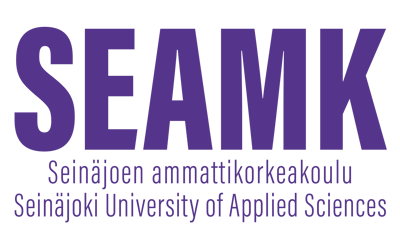 SEAMK
Seinäjoen ammattikorkeakoulu
Seinäjoki University of Applied Sciences